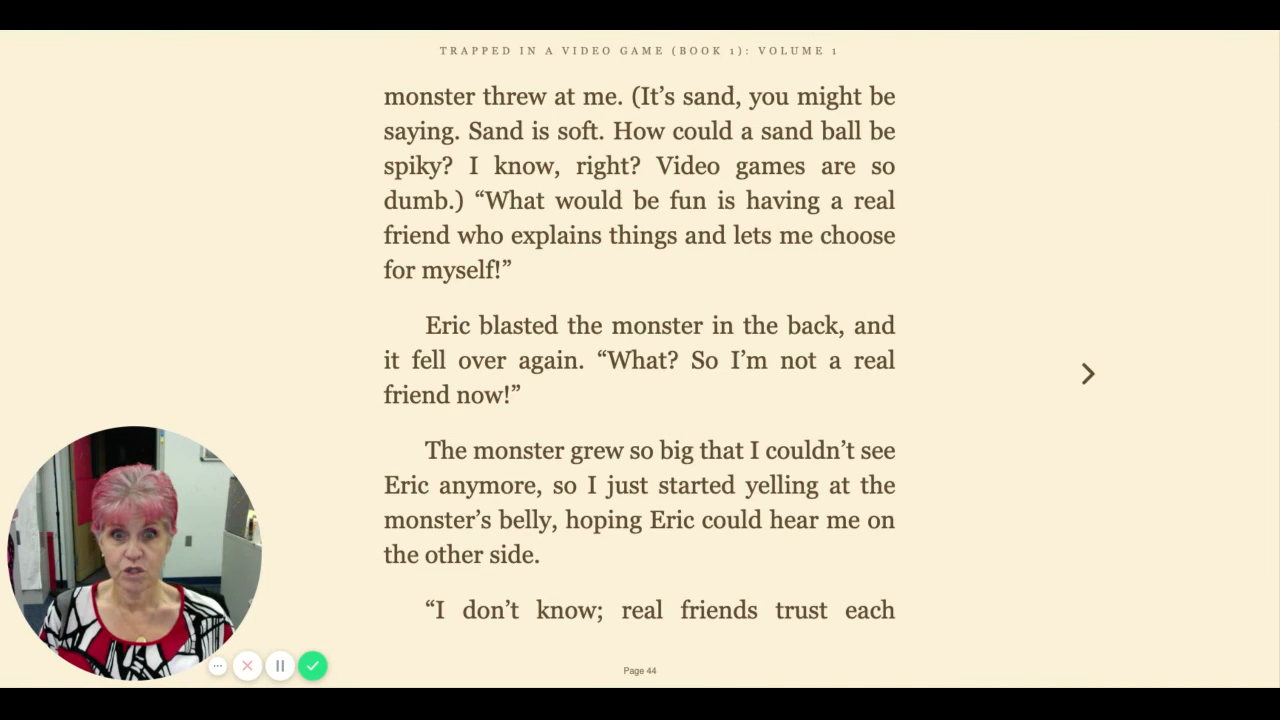 TRAPPED IN A VIDEO GAME (BOOK 1): VOLUME 1
monster threw at me. (It’s sand, you might be
saying. Sand is soft. How could a sand ball be
spiky? I know, right? Video games are so
dumb.) “What would be fun is having a real
friend who explains things and lets me choose
for myself!”
Eric blasted the monster in the back, and
it fell over again. “What? So I’m not a real
friend now!”
The monster grew so big that I couldn’t see
Eric anymore, so I just started yelling at the
monster’s belly, hoping Eric could hear me on
the other side.
“I don’t know; real friends trust each
Page 44